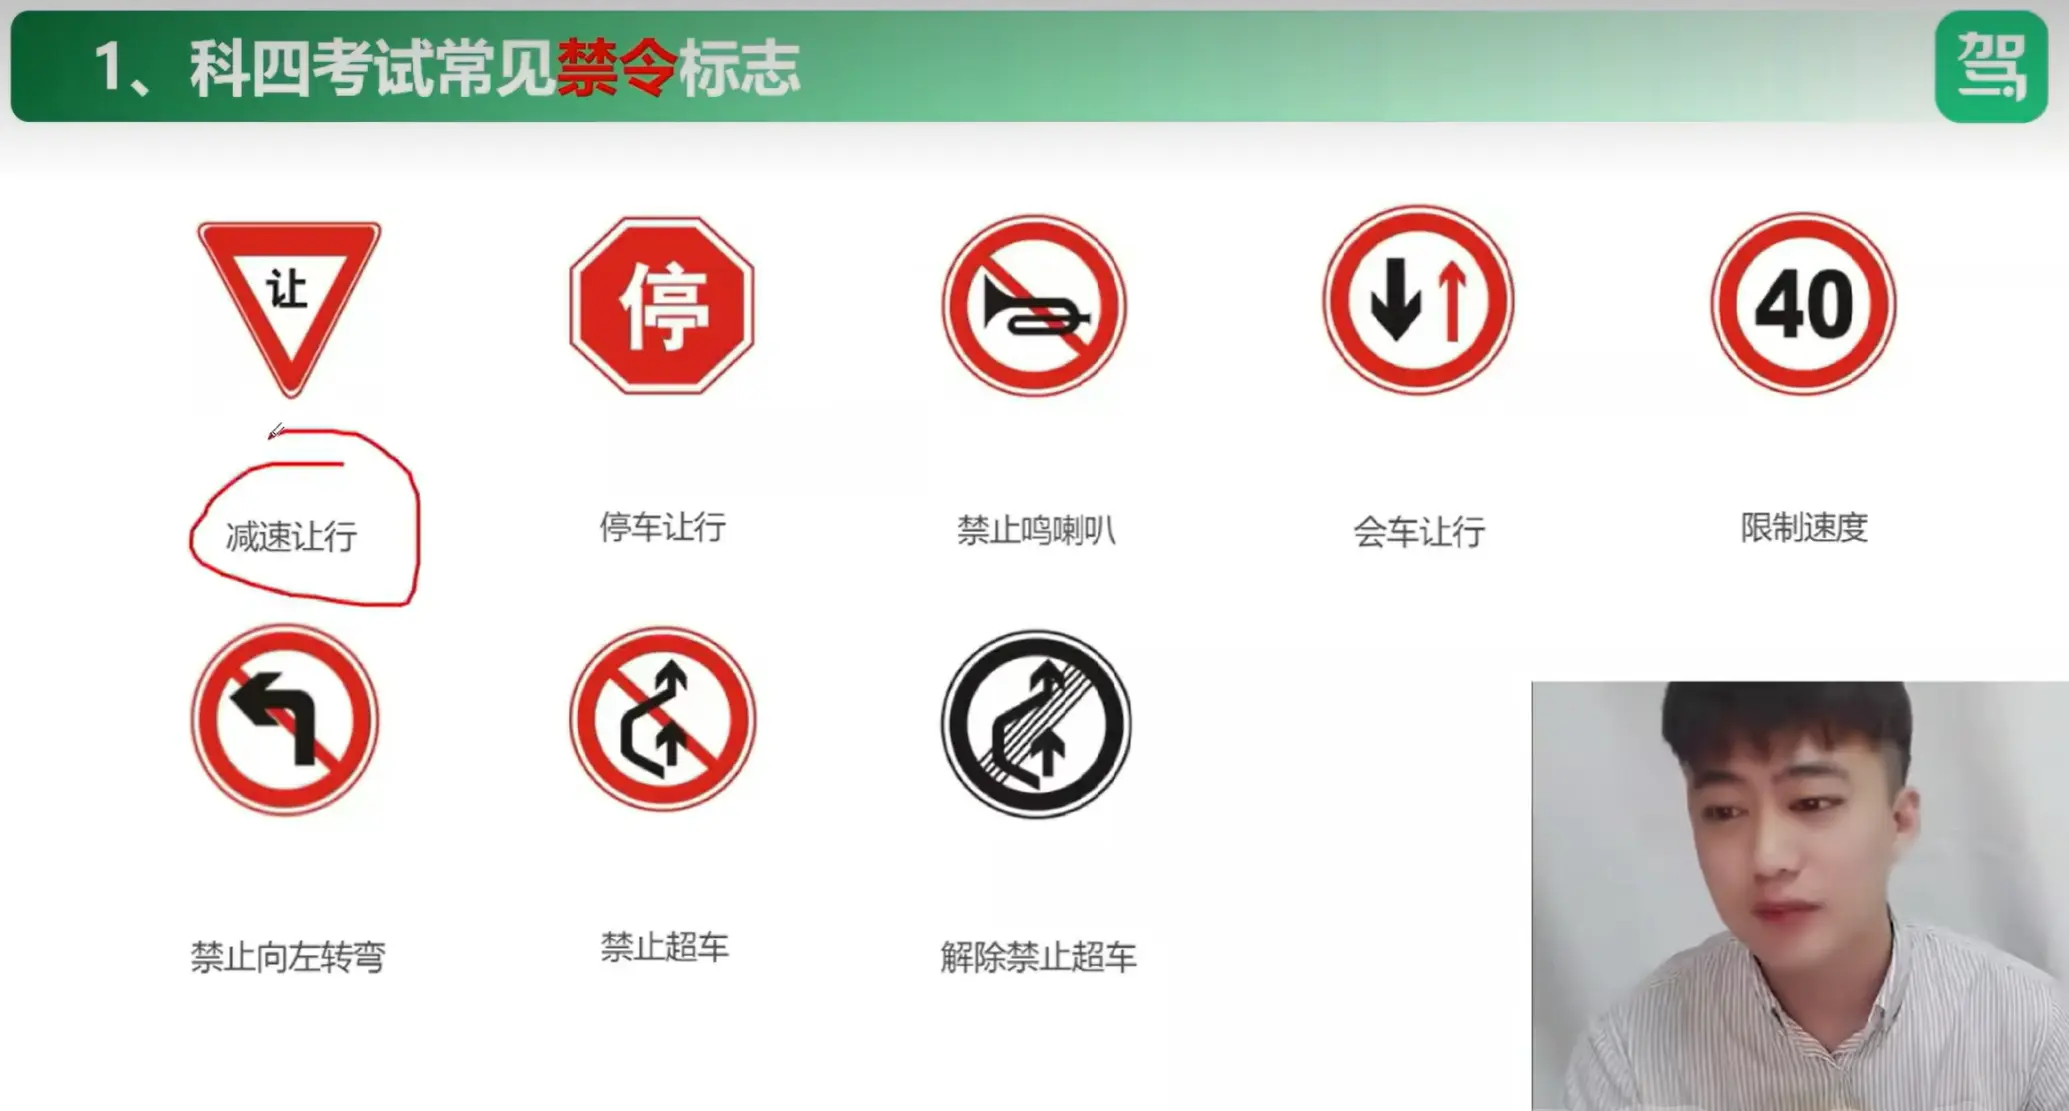 1、科四考试常见禁令标志
驾
让
停
40
减速让行
停车让行
禁止鸣喇叭
会车让行
限制速度
禁止向左转弯
禁止超车
解除禁止超车